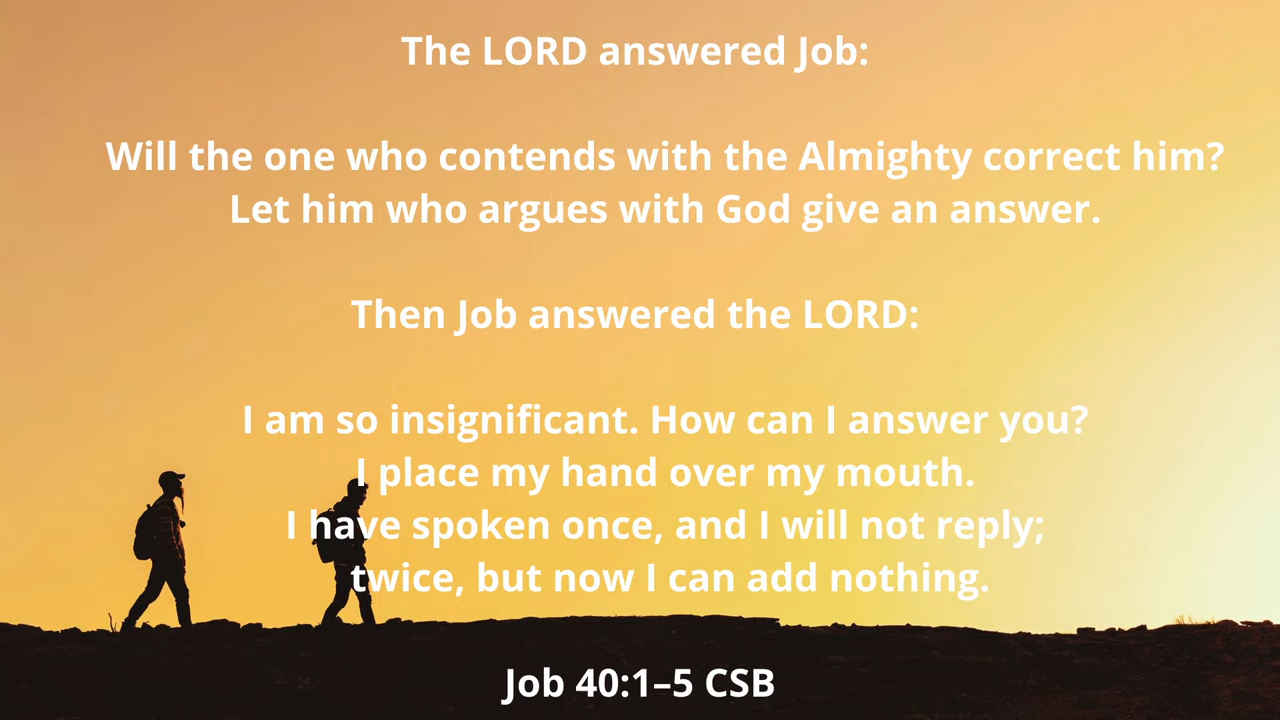 The LORD answered Job:
Will the one who contends with the Almighty correct him?
Let him who argues with God give an answer.
Then Job answered the LORD:
I am so insignificant. How can I answer you?
I place my hand over my mouth.
I have spoken once, and I will not reply;
twice, but now I can add nothing.
Job 40:1–5 CSB